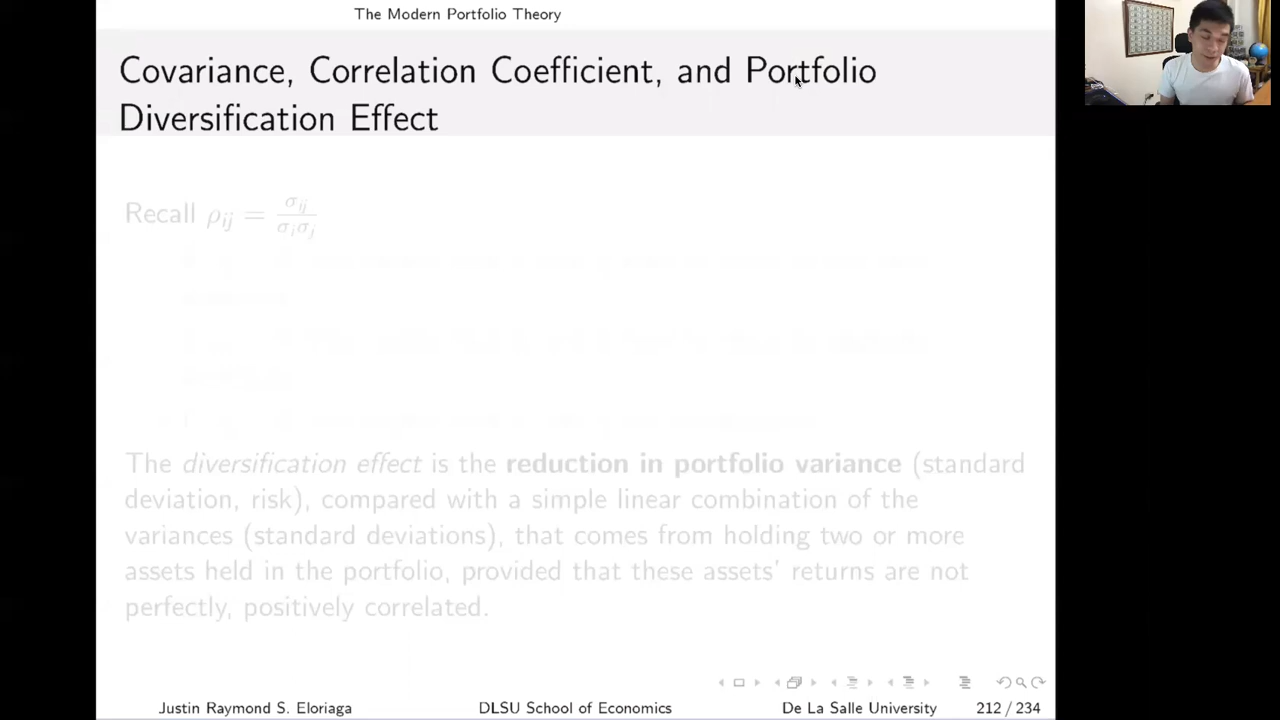 The Modern Portfolio Theory
Covariance, Correlation Coefficient, and Portfolio
Diversification Effect
Recall ρij = σij / σiσj
The diversification effect is the reduction in portfolio variance (standard
deviation, risk), compared with a simple linear combination of the
variances (standard deviations), that comes from holding two or more
assets held in the portfolio, provided that these assets' returns are not
perfectly, positively correlated.
Justin Raymond S. Eloriaga DLSU School of Economics De La Salle University 212 / 234